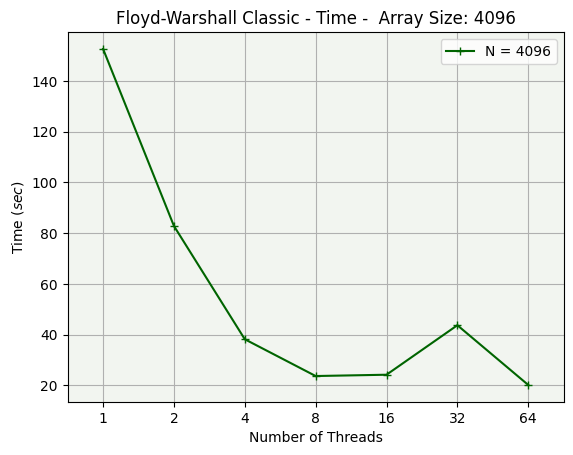 Floyd-Warshall Classic - Time -  Array Size: 4096
N = 4096
Time (sec)
140
120
100
80
60
40
20
1 2 4 8 16 32 64
Number of Threads